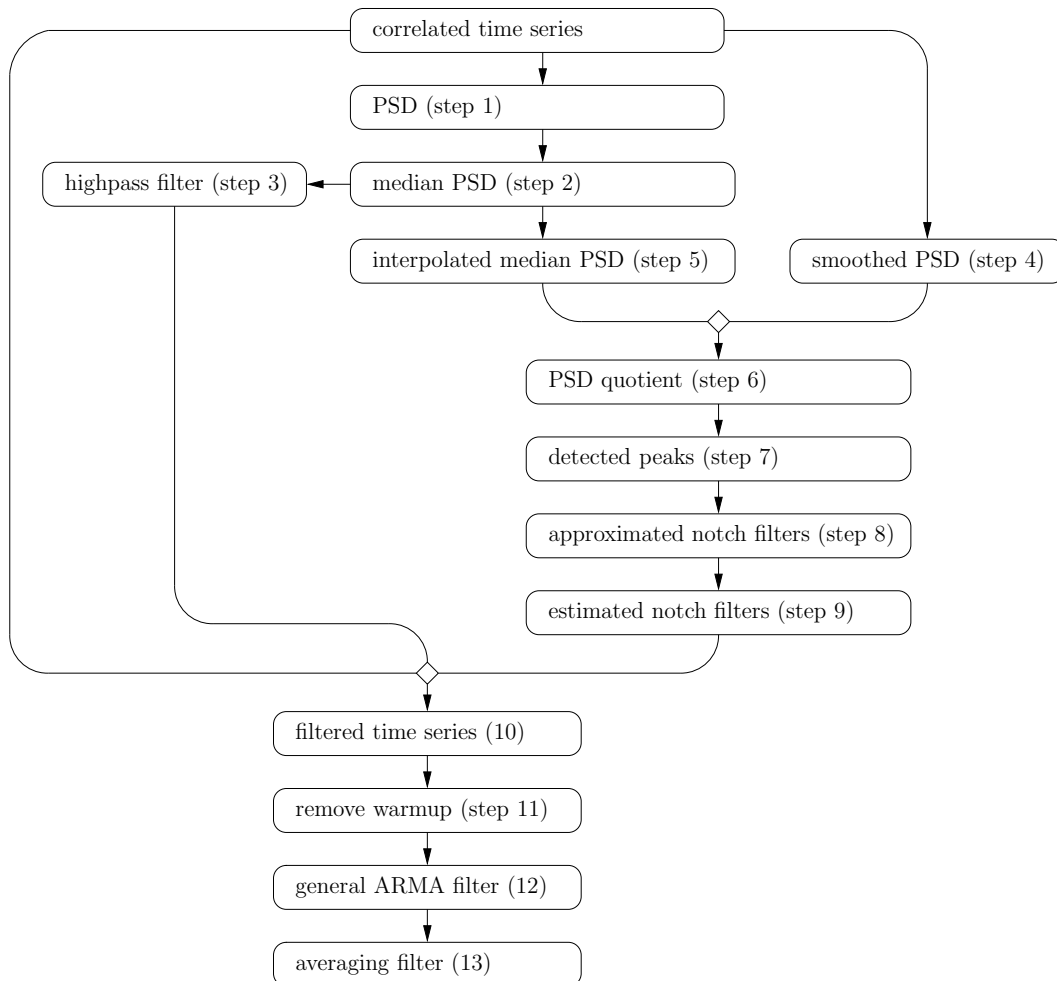 correlated time series
PSD (step 1)
highpass filter (step 3)
median PSD (step 2)
interpolated median PSD (step 5)
smoothed PSD (step 4)
PSD quotient (step 6)
detected peaks (step 7)
approximated notch filters (step 8)
estimated notch filters (step 9)
filtered time series (10)
remove warmup (step 11)
general ARMA filter (12)
averaging filter (13)